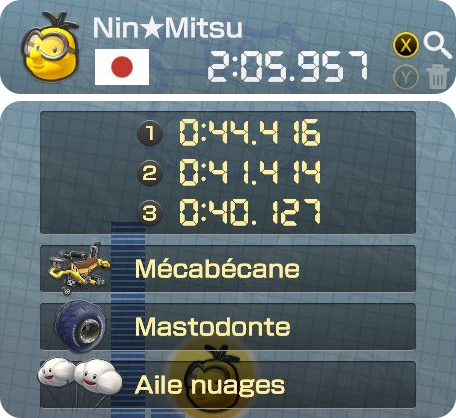 Nin★Mitsu
2:05.957
X
Y
1 0:44.416
2 0:41.414
3 0:40.127
Mécabécane
Mastodonte
Aile nuages